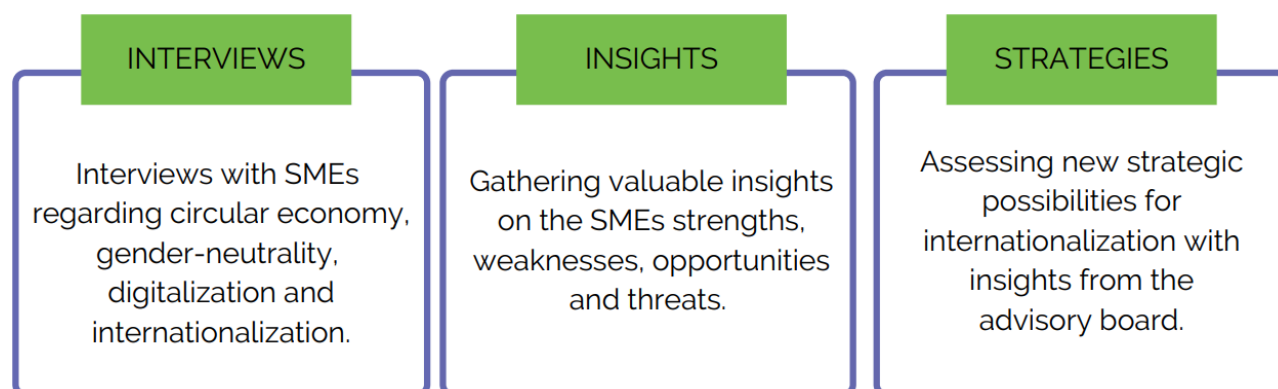 INTERVIEWS
Interviews with SMEs
regarding circular economy,
gender-neutrality,
digitalization and
internationalization.
INSIGHTS
Gathering valuable insights
on the SMEs strengths,
weaknesses, opportunities
and threats.
STRATEGIES
Assessing new strategic
possibilities for
internationalization with
insights from the
advisory board.